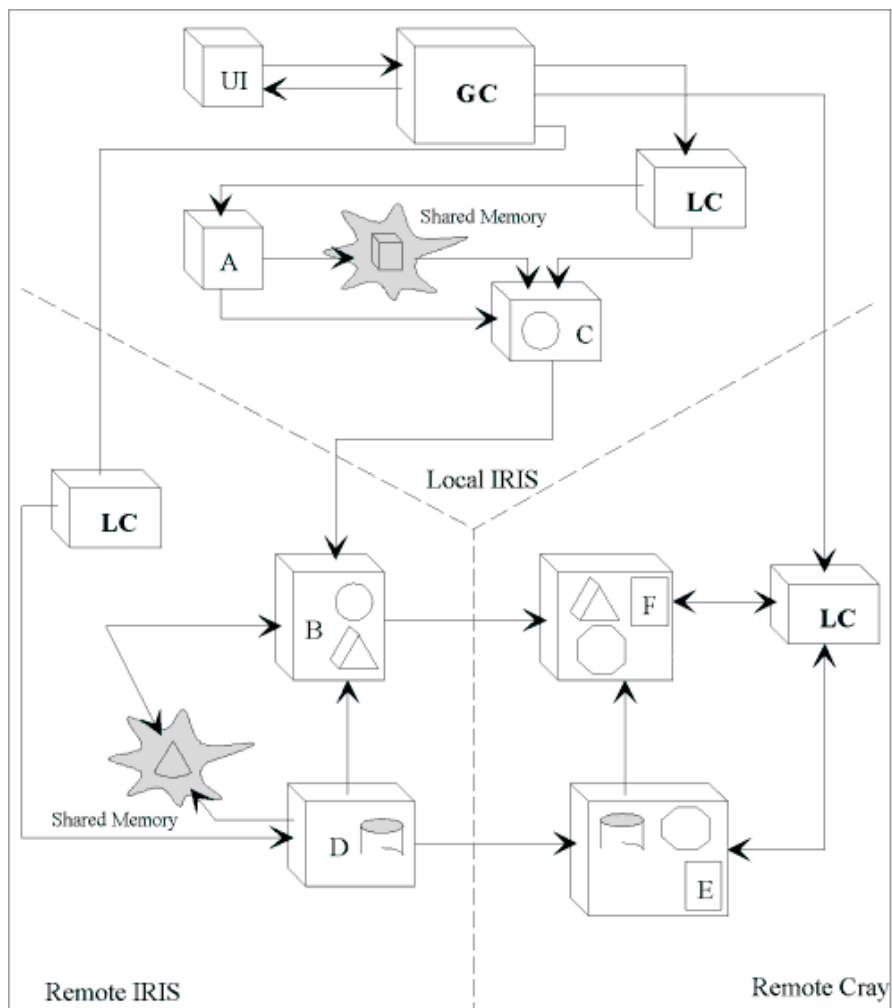 UI
GC
LC
A
Shared Memory
C
Local IRIS
LC
B
F
LC
Shared Memory
D
E
Remote IRIS
Remote Cray